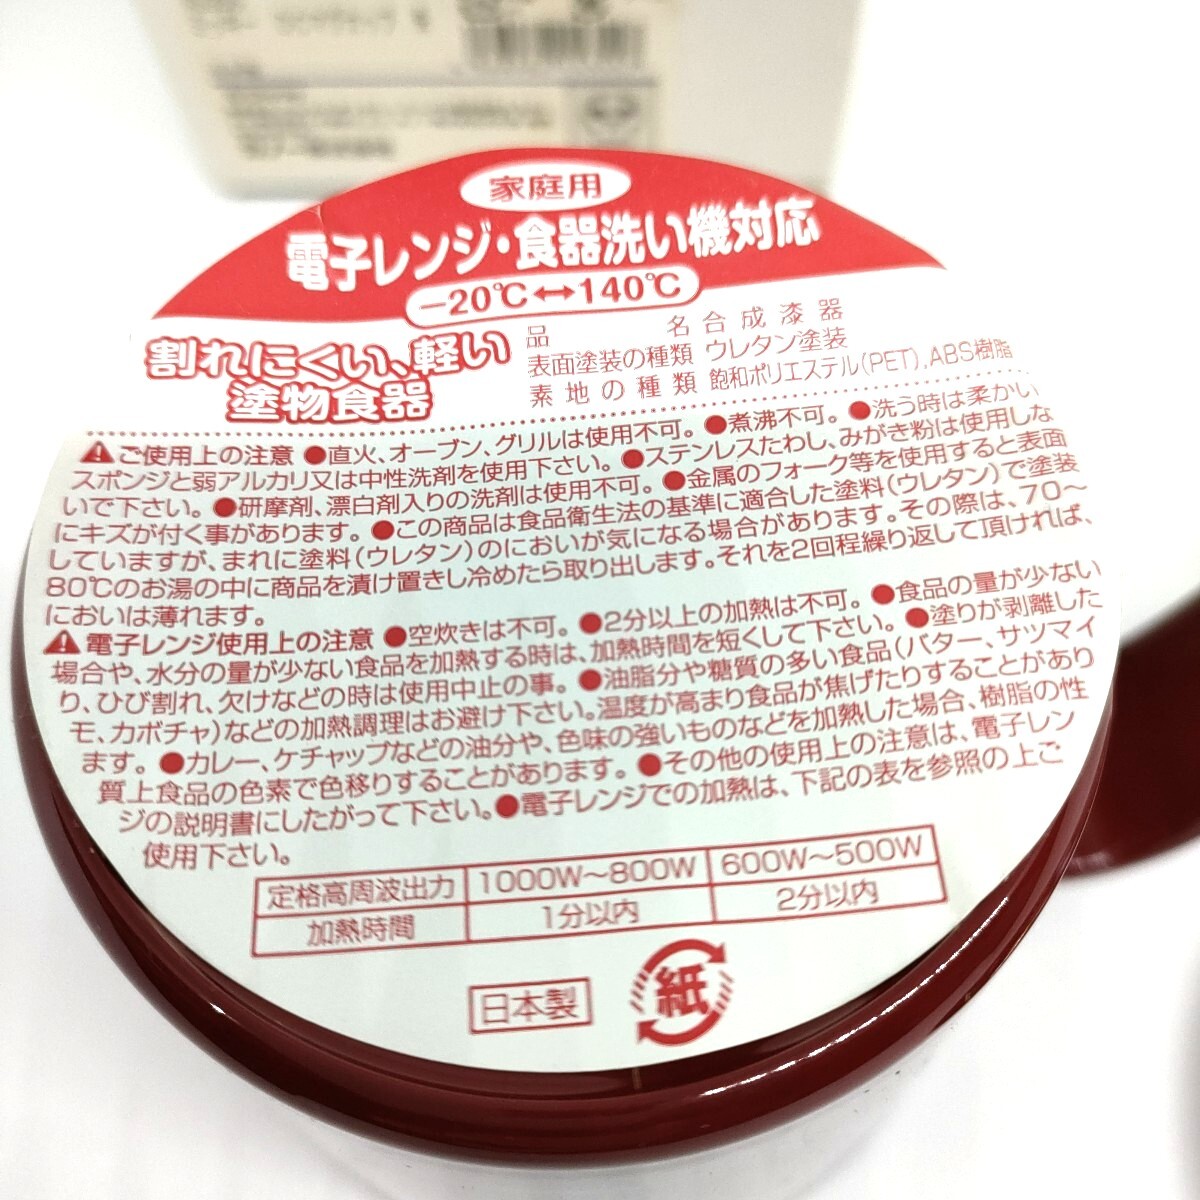 家庭用
電子レンジ・食器洗い機対応
−20℃↔140℃
割れにくい、軽い
塗物食器
品名 合成漆器
表面塗装の種類 ウレタン塗装
素地の種類 飽和ポリエステル(PET),ABS樹脂
ご使用上の注意 ●直火、オーブン、グリルは使用不可。●煮沸不可。●洗う時は柔かい
スポンジと弱アルカリ又は中性洗剤を使用下さい。●ステンレスたわし、みがき粉は使用しな
いで下さい。●研摩剤、漂白剤入りの洗剤は使用不可。●金属のフォーク等を使用すると表面
にキズが付く事があります。●この商品は食品衛生法の基準に適合した塗料(ウレタン)で塗装
していますが、まれに塗料(ウレタン)のにおいが気になる場合があります。その際は、70〜
80℃のお湯の中に商品を漬け置きし冷めたら取り出します。それを2回程繰り返して頂ければ、
においは薄れます。
電子レンジ使用上の注意 ●空炊きは不可。●2分以上の加熱は不可。●食品の量が少ない
場合や、水分の量が少ない食品を加熱する時は、加熱時間を短くして下さい。●塗りが剥離した
り、ひび割れ、欠けなどの時は使用中止の事。●油脂分や糖質の多い食品(バター、サツマイ
モ、カボチャ)などの加熱調理はお避け下さい。温度が高まり食品が焦げたりすることがあり
ます。●カレー、ケチャップなどの油分や、色味の強いものなどを加熱した場合、樹脂の性
質上食品の色素で色移りすることがあります。●その他の使用上の注意は、電子レン
ジの説明書にしたがって下さい。●電子レンジでの加熱は、下記の表を参照の上ご
使用下さい。
定格高周波出力 1000W〜800W 600W〜500W
加熱時間 1分以内 2分以内
日本製 紙